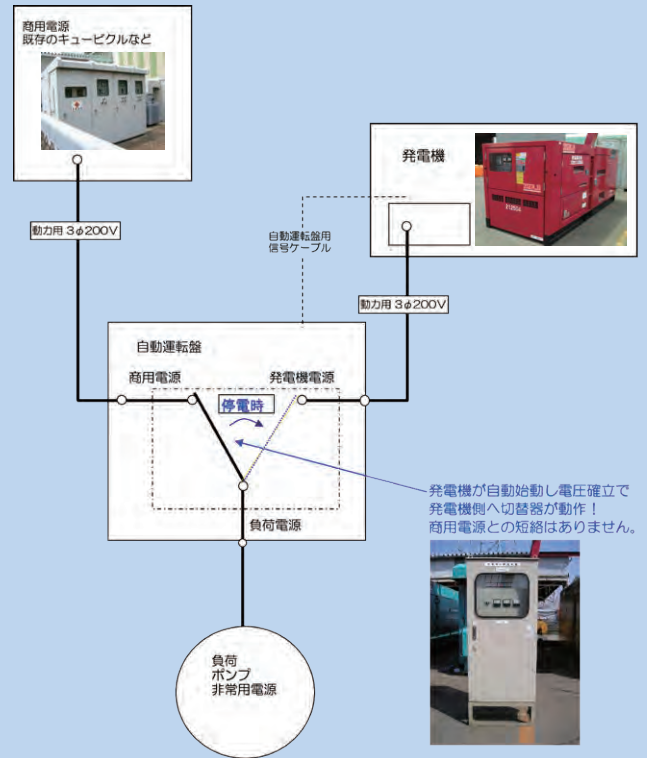 商用電源
既存のキュービクルなど
発電機
動力用 3φ200V
自動運転盤用
信号ケーブル
動力用 3φ200V
自動運転盤
商用電源
発電機電源
停電時
発電機が自動始動し電圧確立で
発電機側へ切替器が動作！
商用電源との短絡はありません。
負荷電源
負荷
ポンプ
非常用電源